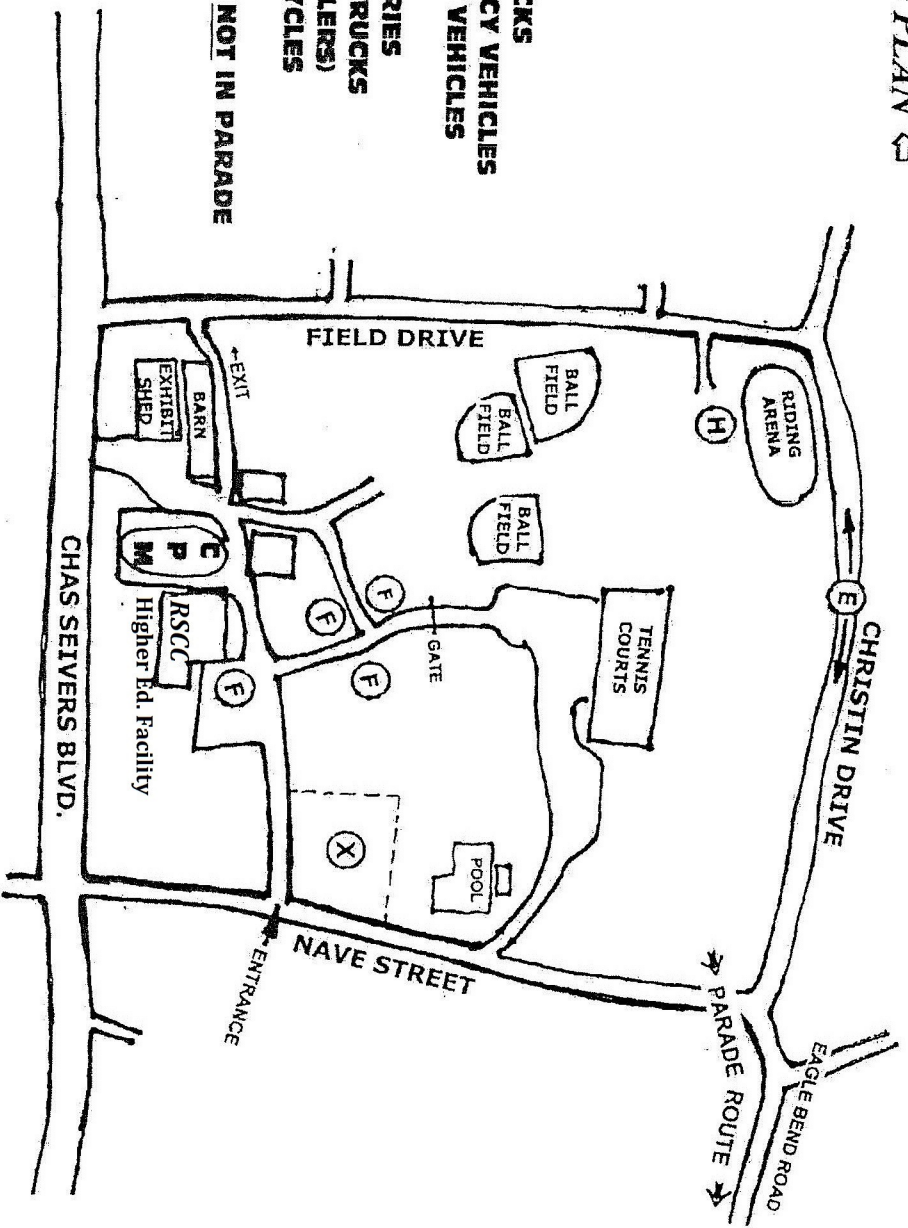 PLAN
CKS
CY VEHICLES
VEHICLES
RIES
RUCKS
LERS)
YCLES
NOT IN PARADE
FIELD DRIVE
←EXIT
EXHIBIT
SHED
BARN
BALL
FIELD
BALL
FIELD
BALL
FIELD
H
RIDING
ARENA
E
CHRISTIN DRIVE
TENNIS
COURTS
GATE
F
F
F
F
C
P
M
RSCC
Higher Ed. Facility
CHAS SEIVERS BLVD.
X
POOL
NAVE STREET
ENTRANCE
PARADE ROUTE
EAGLE BEND ROAD